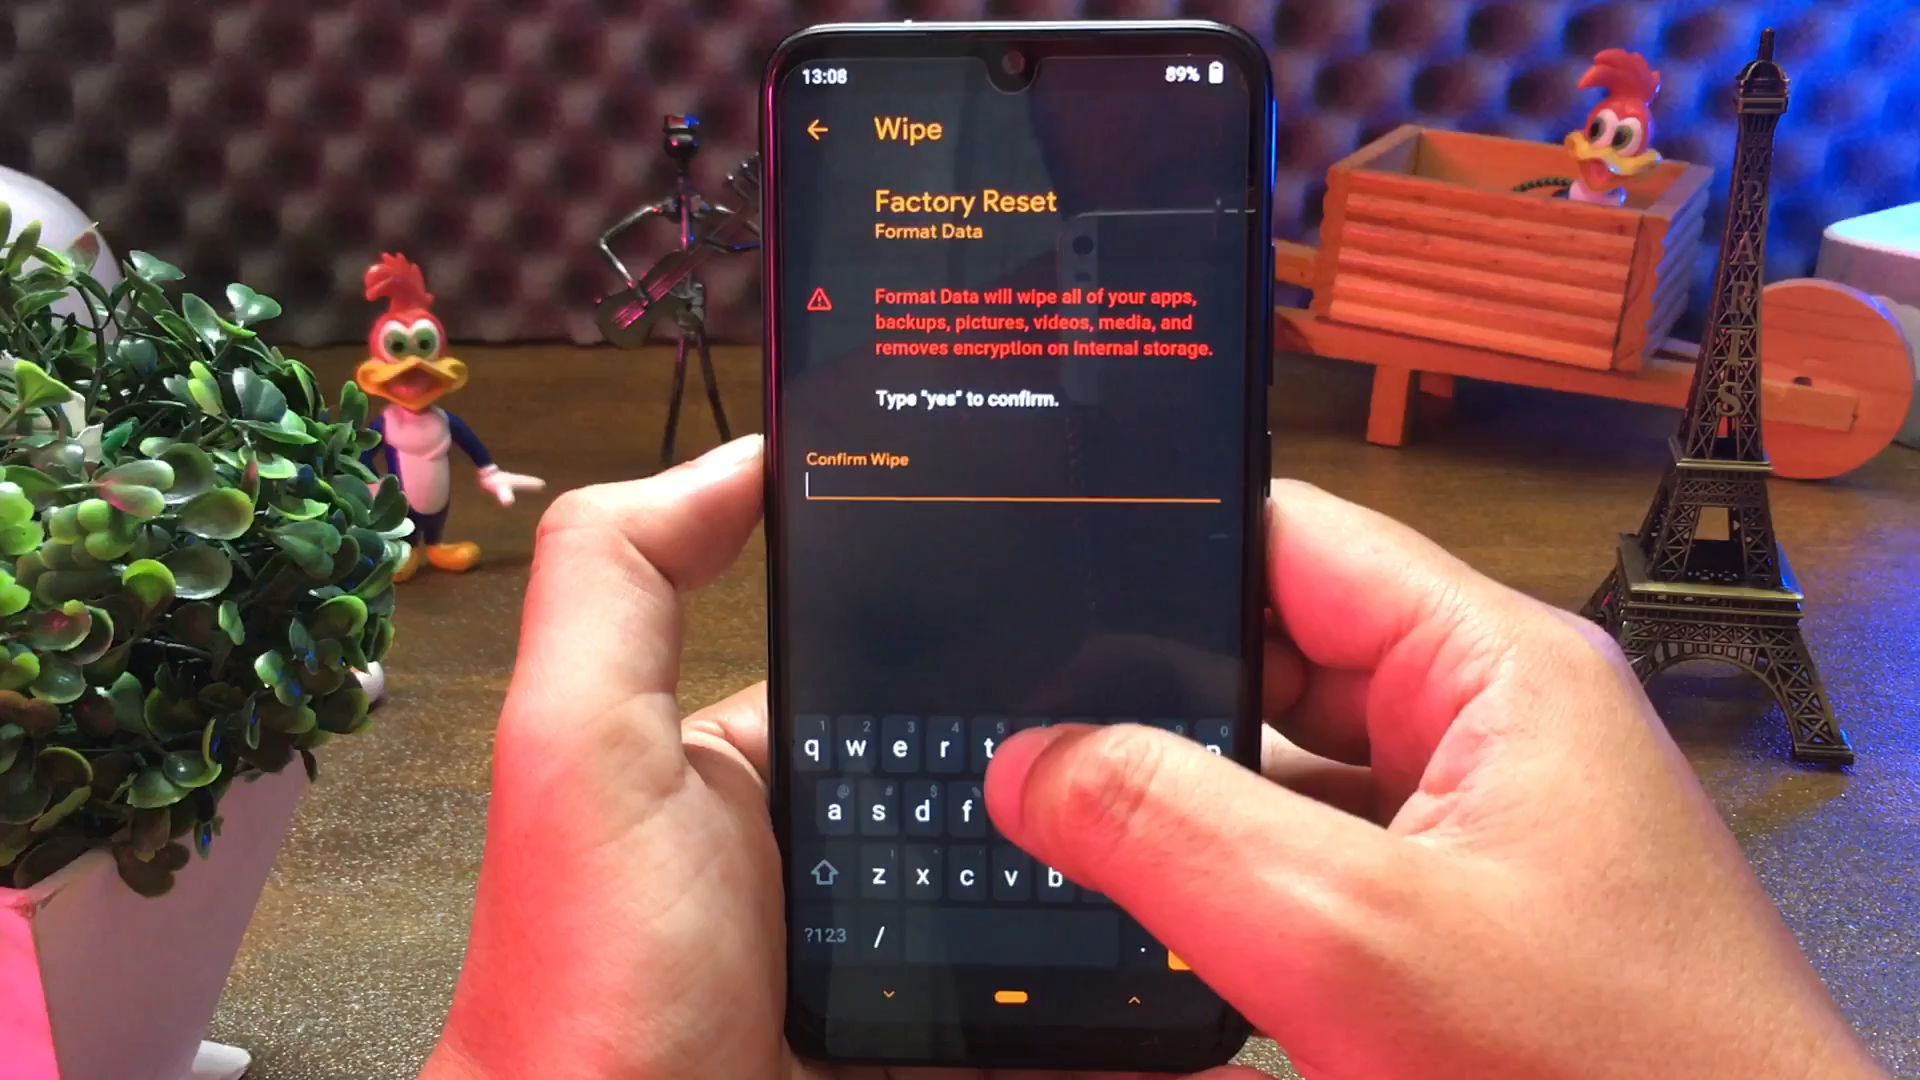 13:08
89%
Wipe
Factory Reset
Format Data
Format Data will wipe all of your apps,
backups, pictures, videos, media, and
removes encryption on internal storage.
Type "yes" to confirm.
Confirm Wipe
1 2 3 4 5 9 0
q w e r t p
@ # $
a s d f
z x c v b
?123 / .
PARIS